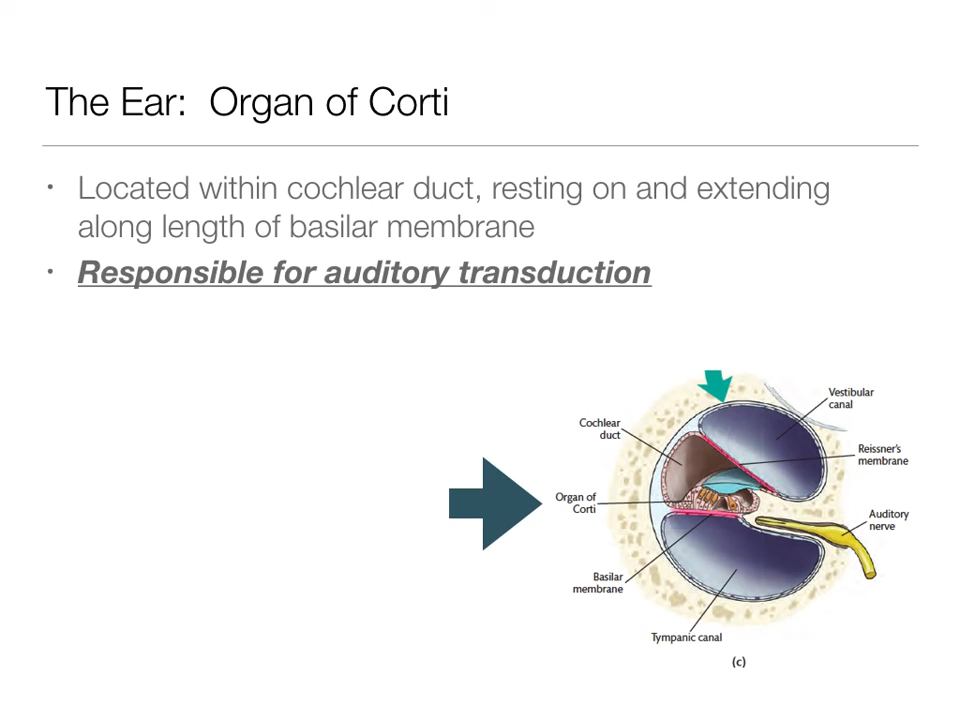 The Ear: Organ of Corti
• Located within cochlear duct, resting on and extending
along length of basilar membrane
• Responsible for auditory transduction
Vestibular
canal
Cochlear
duct
Reissner's
membrane
Organ of
Corti
Auditory
nerve
Basilar
membrane
Tympanic canal
(c)